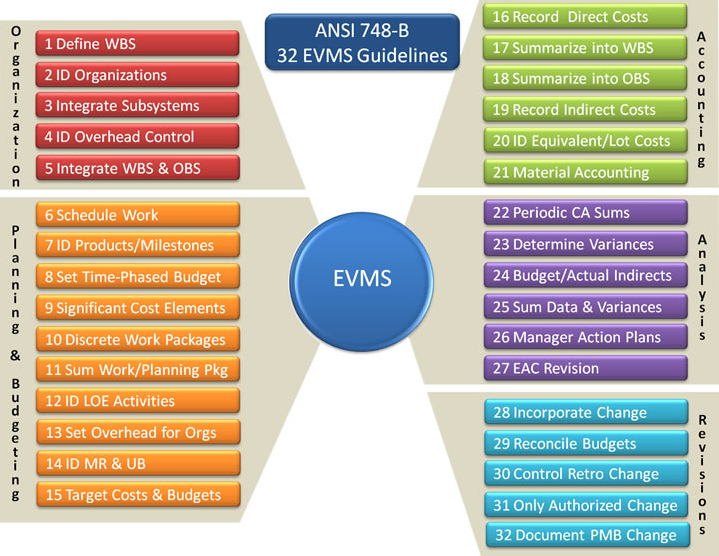 ANSI 748-B
32 EVMS Guidelines
Organization
1 Define WBS
2 ID Organizations
3 Integrate Subsystems
4 ID Overhead Control
5 Integrate WBS & OBS
Planning & Budgeting
6 Schedule Work
7 ID Products/Milestones
8 Set Time-Phased Budget
9 Significant Cost Elements
10 Discrete Work Packages
11 Sum Work/Planning Pkg
12 ID LOE Activities
13 Set Overhead for Orgs
14 ID MR & UB
15 Target Costs & Budgets
EVMS
Accounting
16 Record Direct Costs
17 Summarize into WBS
18 Summarize into OBS
19 Record Indirect Costs
20 ID Equivalent/Lot Costs
21 Material Accounting
Analysis
22 Periodic CA Sums
23 Determine Variances
24 Budget/Actual Indirects
25 Sum Data & Variances
26 Manager Action Plans
27 EAC Revision
Revisions
28 Incorporate Change
29 Reconcile Budgets
30 Control Retro Change
31 Only Authorized Change
32 Document PMB Change